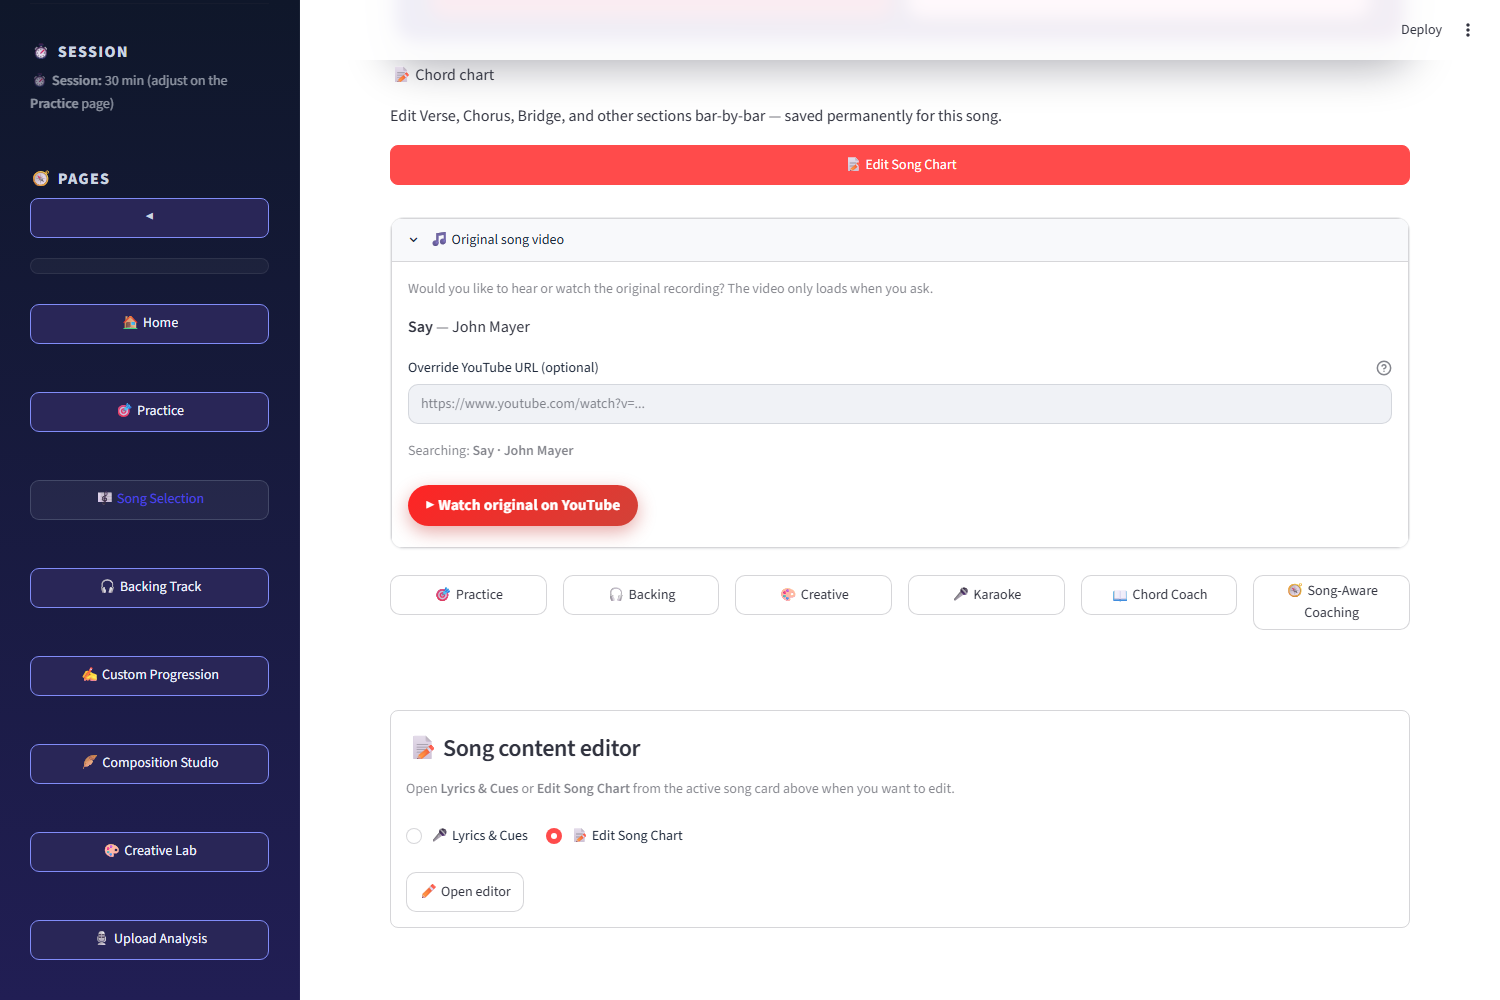 SESSION
Session: 30 min (adjust on the
Practice page)
PAGES
Home
Practice
Song Selection
Backing Track
Custom Progression
Composition Studio
Creative Lab
Upload Analysis
Deploy
Chord chart
Edit Verse, Chorus, Bridge, and other sections bar-by-bar — saved permanently for this song.
Edit Song Chart
Original song video
Would you like to hear or watch the original recording? The video only loads when you ask.
Say — John Mayer
Override YouTube URL (optional)
https://www.youtube.com/watch?v=...
Searching: Say · John Mayer
Watch original on YouTube
Practice
Backing
Creative
Karaoke
Chord Coach
Song-Aware
Coaching
Song content editor
Open Lyrics & Cues or Edit Song Chart from the active song card above when you want to edit.
Lyrics & Cues
Edit Song Chart
Open editor